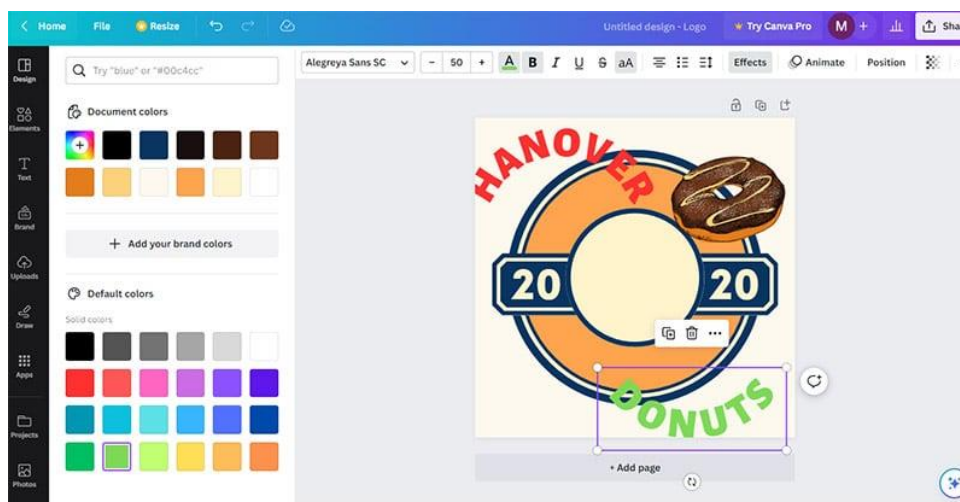 Home File Resize Untitled design - Logo Try Canva Pro M + Sha
Design
Elements
Text
Brand
Uploads
Draw
Apps
Projects
Photos
Try "blue" or "#00c4cc"
Document colors
+ Add your brand colors
Default colors
Solid colors
Alegreya Sans SC - 50 + A B I U S aA Effects Animate Position
HANOVER
20 20
DONUTS
+ Add page